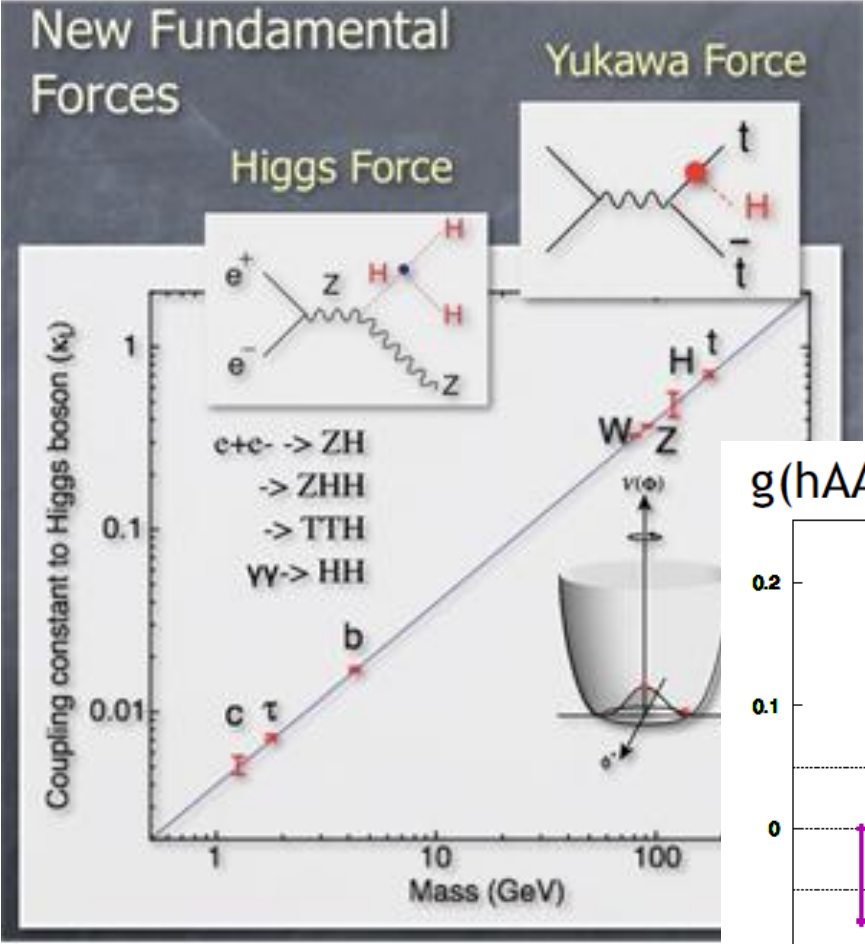 New Fundamental
Forces
Yukawa Force
Higgs Force
t
H
t
H
H
H
e+
e−
Z
Z
Coupling constant to Higgs boson (κᵢ)
1
0.1
0.01
e+e- -> ZH
-> ZHH
-> TTH
γγ-> HH
c
τ
b
W
Z
H
t
V(Φ)
1
10
100
Mass (GeV)
g(hAA
0.2
0.1
0